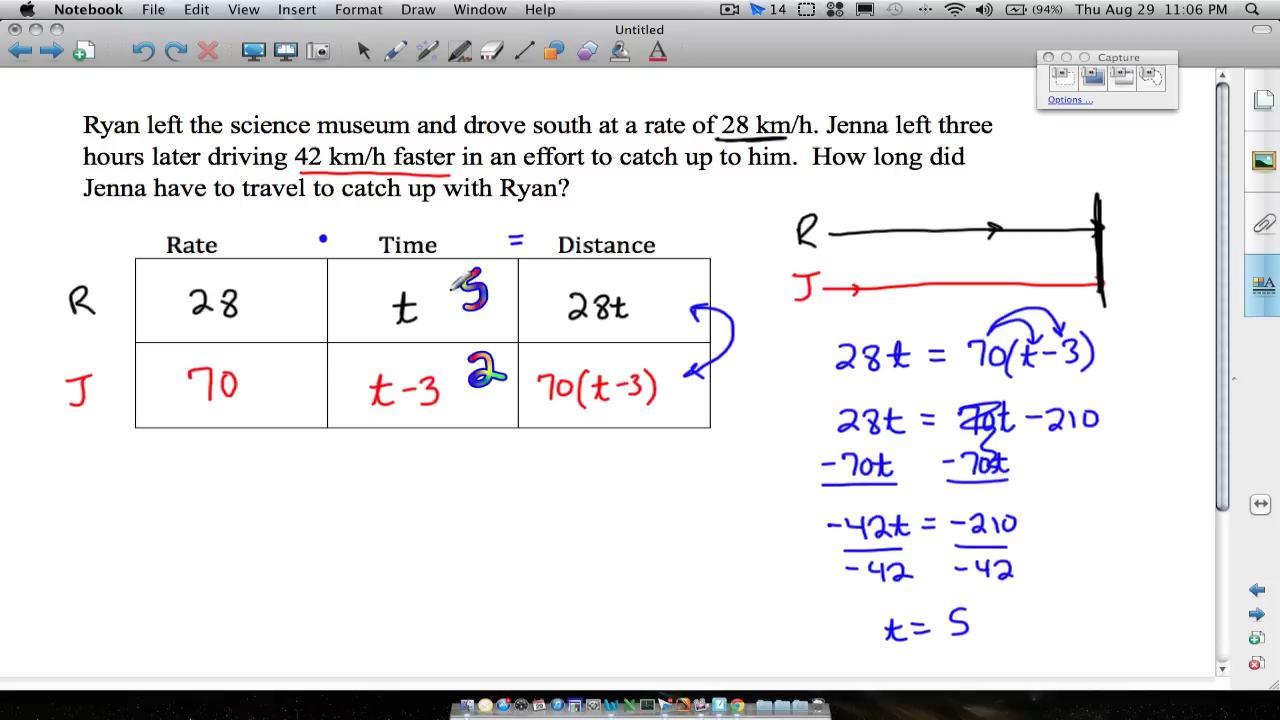 Notebook File Edit View Insert Format Draw Window Help 14 (94%) Thu Aug 29 11:06 PM
Untitled
Capture
Options ...
Ryan left the science museum and drove south at a rate of 28 km/h. Jenna left three
hours later driving 42 km/h faster in an effort to catch up to him. How long did
Jenna have to travel to catch up with Ryan?
Rate • Time = Distance
R 28 t 5 28t
J 70 t-3 2 70(t-3)
R
J
28t = 70(t-3)
28t = 70t -210
-70t -70t
-42t = -210
-42 -42
t = 5